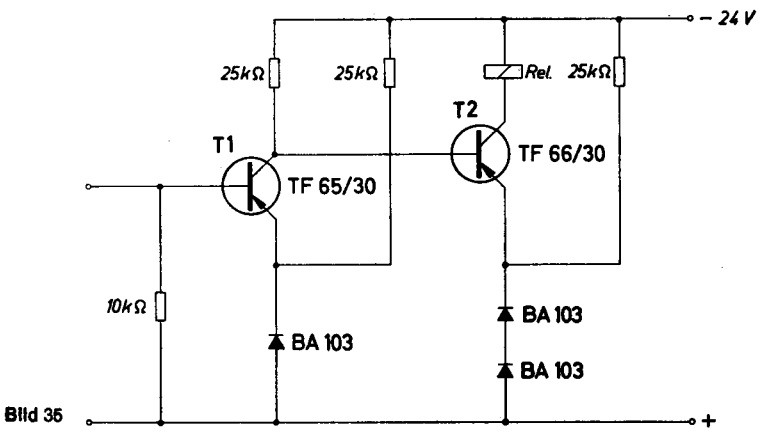 - 24 V
25kΩ
25kΩ
Rel.
25kΩ
T1
T2
TF 65/30
TF 66/30
10kΩ
BA 103
BA 103
BA 103
Bild 35
+